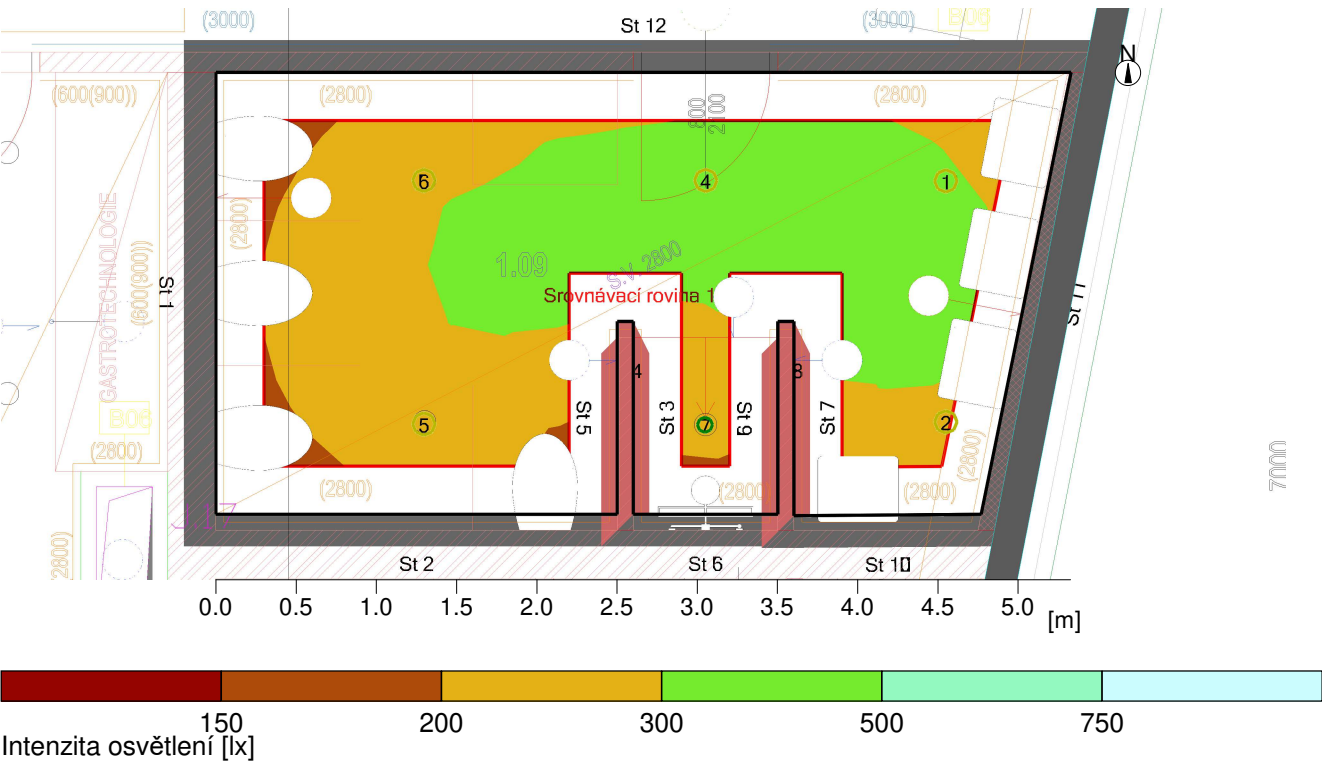 (3000)
St 12
(3000)
B06
N
(600(900))
(2800)
800
2100
(2800)
6
4
1
GASTROTECHNOLOGIE
(2800)
(600(900))
St 1
1.09
S.V. 2800
Srovnávací rovina 1
St 11
4
8
B06
5
St 5
St 3
7
St 9
St 7
2
(2800)
(2800)
(2800)
(2800)
(2800)
7000
(2800)
St 2
St 6
St 10
0.0 0.5 1.0 1.5 2.0 2.5 3.0 3.5 4.0 4.5 5.0
[m]
150 200 300 500 750
Intenzita osvětlení [lx]